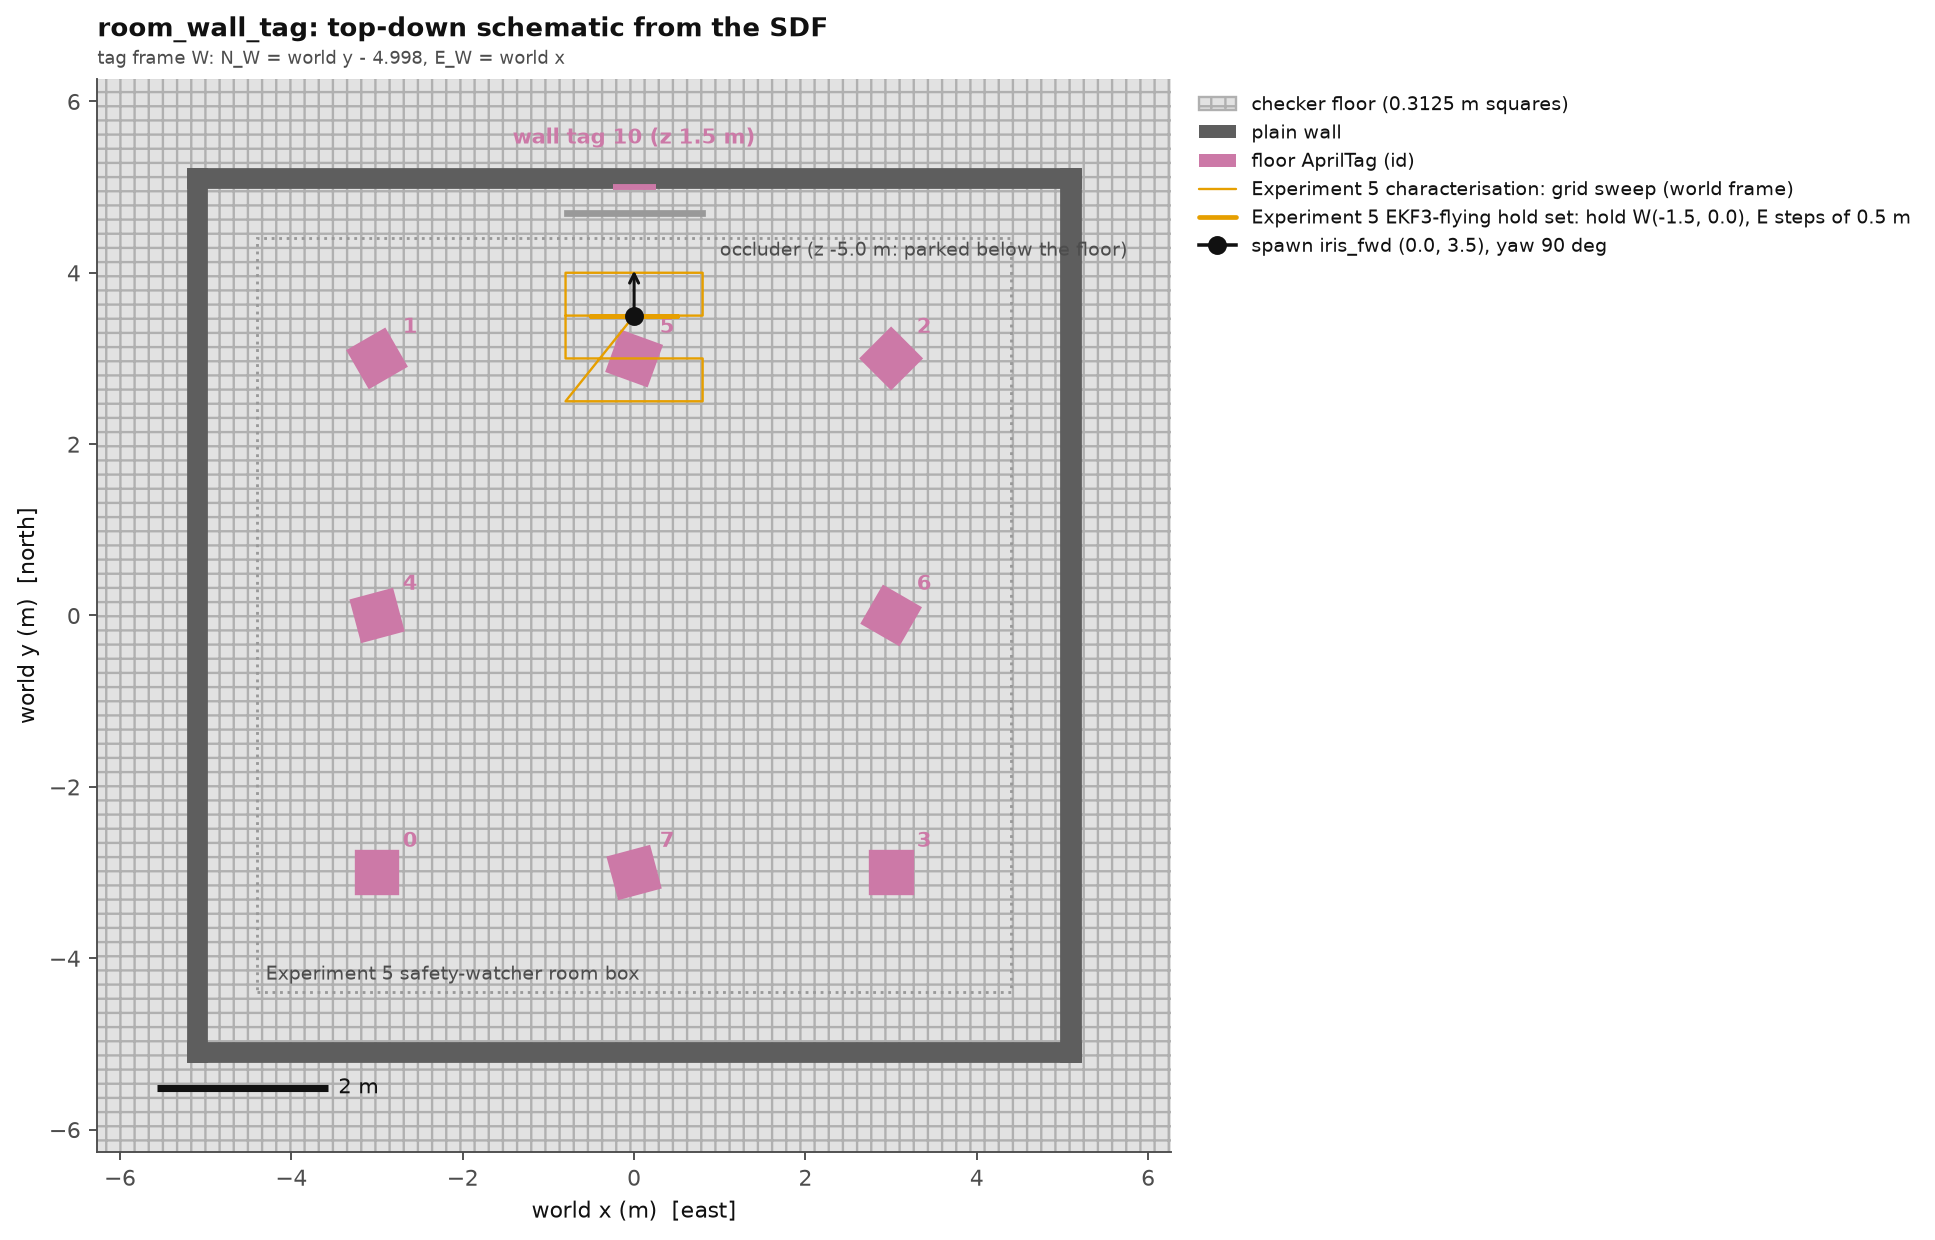 room_wall_tag: top-down schematic from the SDF
tag frame W: N_W = world y - 4.998, E_W = world x
6
4
2
0
−2
−4
−6
world y (m)  [north]
wall tag 10 (z 1.5 m)
occluder (z -5.0 m: parked below the floor)
1
5
2
4
6
0
7
3
Experiment 5 safety-watcher room box
2 m
−6
−4
−2
0
2
4
6
world x (m)  [east]
checker floor (0.3125 m squares)
plain wall
floor AprilTag (id)
Experiment 5 characterisation: grid sweep (world frame)
Experiment 5 EKF3-flying hold set: hold W(-1.5, 0.0), E steps of 0.5 m
spawn iris_fwd (0.0, 3.5), yaw 90 deg